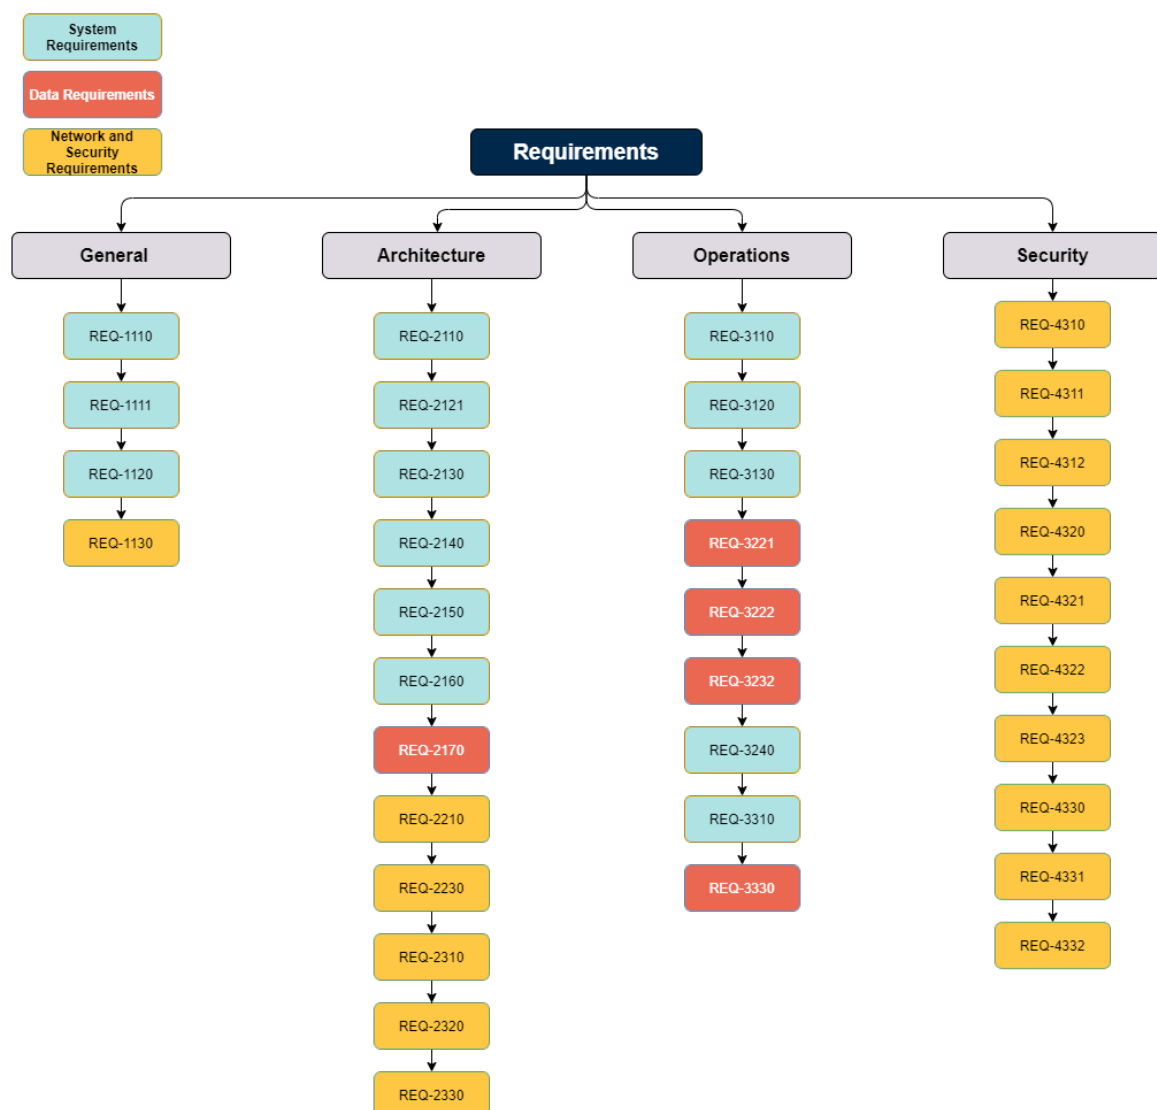 System
Requirements
Data Requirements
Network and
Security
Requirements
Requirements
General
Architecture
Operations
Security
REQ-1110
REQ-1111
REQ-1120
REQ-1130
REQ-2110
REQ-2121
REQ-2130
REQ-2140
REQ-2150
REQ-2160
REQ-2170
REQ-2210
REQ-2230
REQ-2310
REQ-2320
REQ-2330
REQ-3110
REQ-3120
REQ-3130
REQ-3221
REQ-3222
REQ-3232
REQ-3240
REQ-3310
REQ-3330
REQ-4310
REQ-4311
REQ-4312
REQ-4320
REQ-4321
REQ-4322
REQ-4323
REQ-4330
REQ-4331
REQ-4332